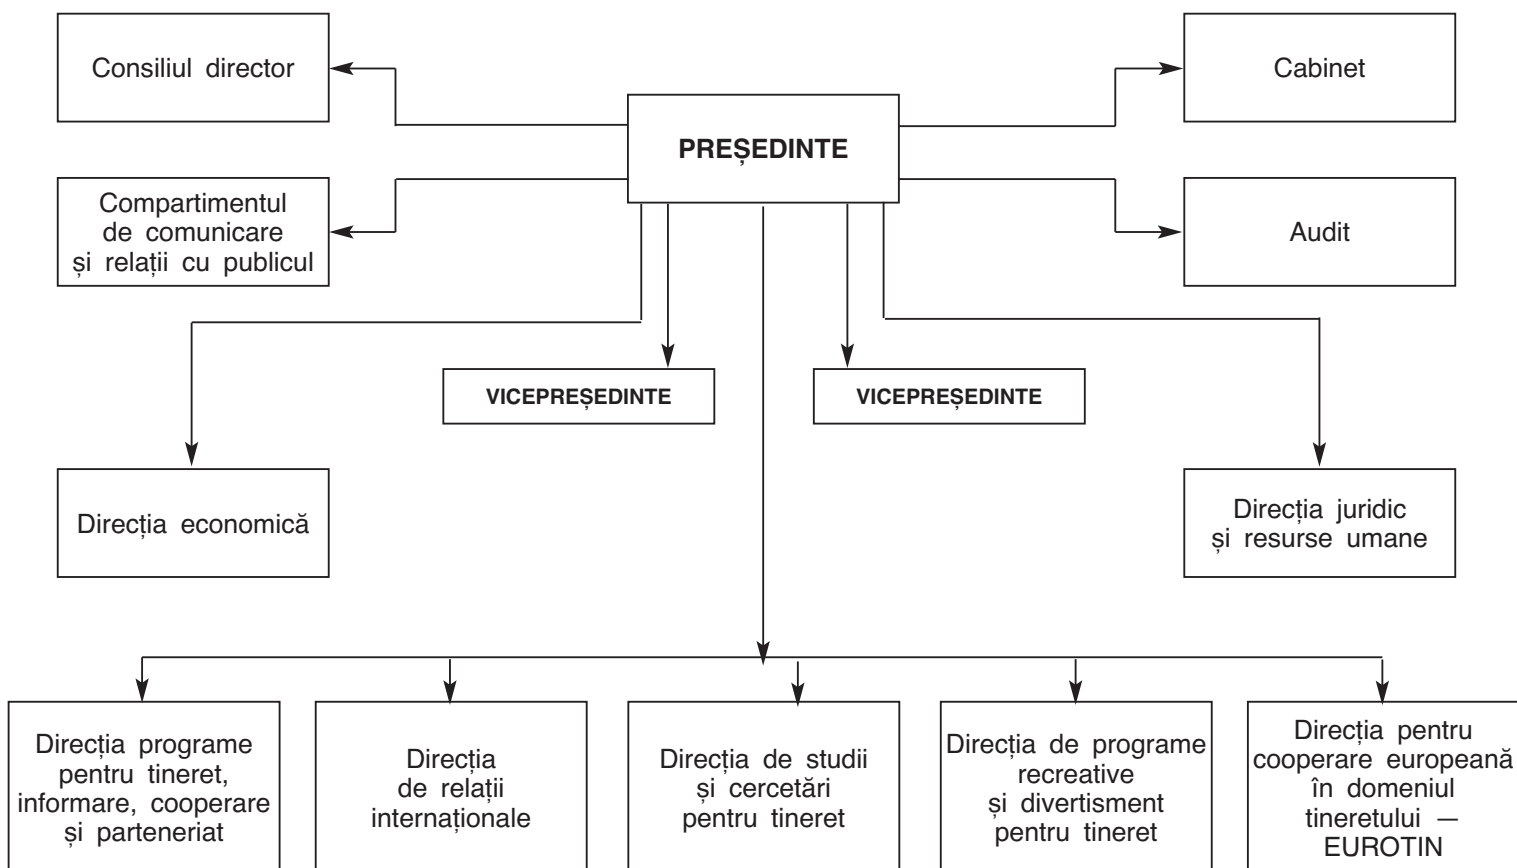 Consiliul director
Cabinet
PREȘEDINTE
Compartimentul
de comunicare
și relații cu publicul
Audit
VICEPREȘEDINTE
VICEPREȘEDINTE
Direcția economică
Direcția juridic
și resurse umane
Direcția programe
pentru tineret,
informare, cooperare
și parteneriat
Direcția
de relații
internaționale
Direcția de studii
și cercetări
pentru tineret
Direcția de programe
recreative
și divertisment
pentru tineret
Direcția pentru
cooperare europeană
în domeniul
tineretului —
EUROTIN